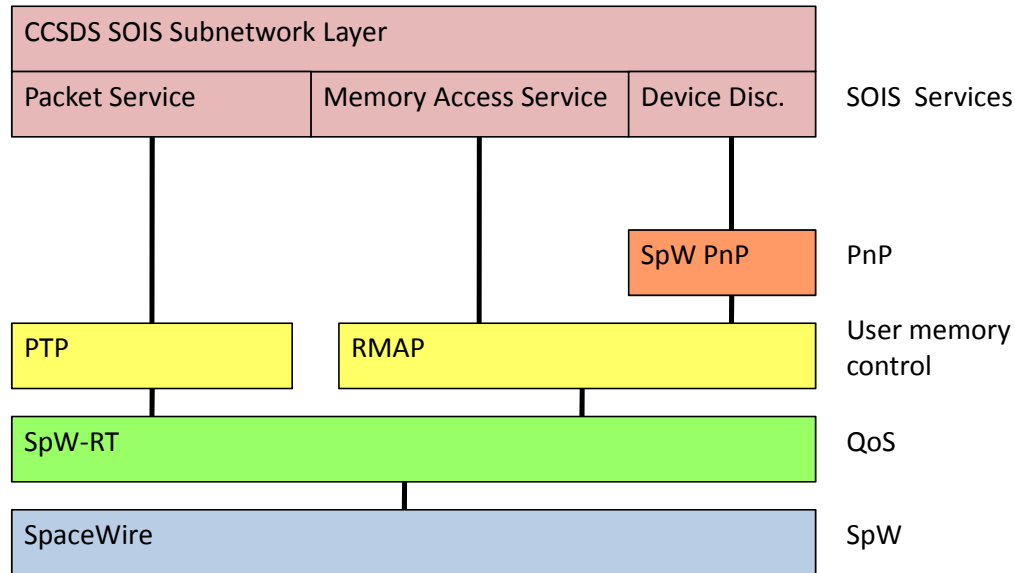 CCSDS SOIS Subnetwork Layer
Packet Service
Memory Access Service
Device Disc.
SOIS Services
SpW PnP
PnP
PTP
RMAP
User memory
control
SpW-RT
QoS
SpaceWire
SpW